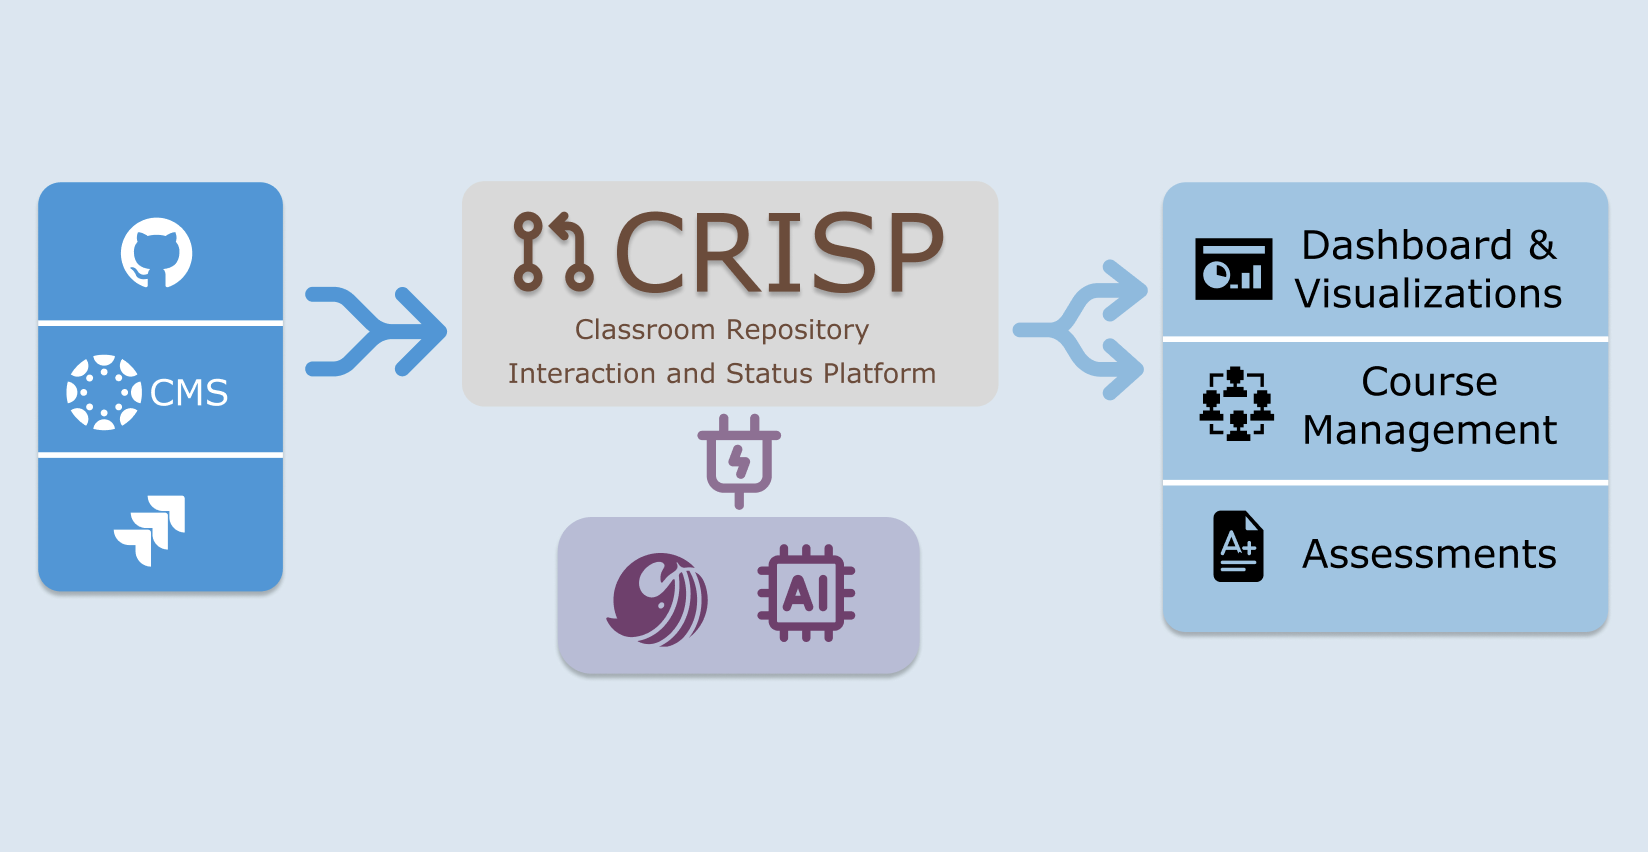 CMS
CRISP
Classroom Repository
Interaction and Status Platform
AI
Dashboard &
Visualizations
Course
Management
A+
Assessments